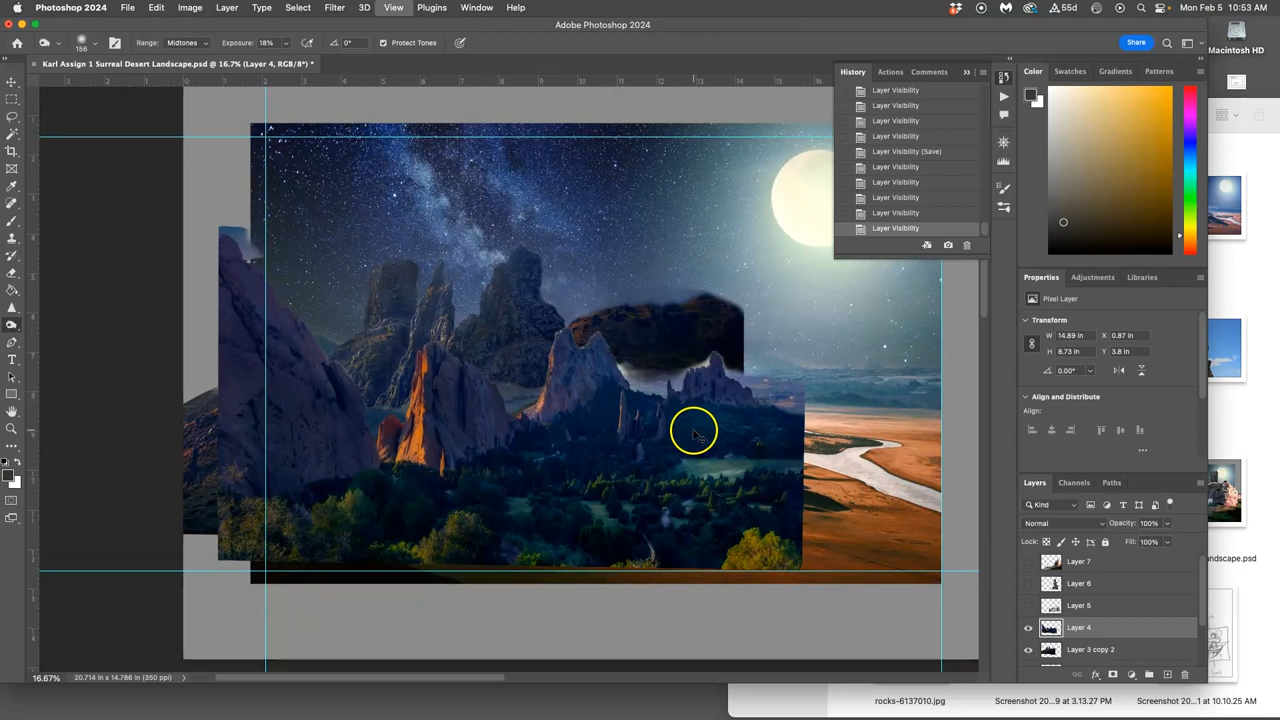 Photoshop 2024 File Edit Image Layer Type Select Filter 3D View Plugins Window Help
55d Mon Feb 5 10:53 AM
Adobe Photoshop 2024
156 Range: Midtones Exposure: 18% 0° Protect Tones Share
Karl Assign 1 Surreal Desert Landscape.psd @ 16.7% (Layer 4, RGB/8*) *
Macintosh HD
History Actions Comments
Layer Visibility
Layer Visibility
Layer Visibility
Layer Visibility
Layer Visibility (Save)
Layer Visibility
Layer Visibility
Layer Visibility
Layer Visibility
Layer Visibility
Color Swatches Gradients Patterns
Properties Adjustments Libraries
Pixel Layer
Transform
W 14.89 in X 0.87 in
H 8.73 in Y 3.8 in
0.00°
Align and Distribute
Align:
Layers Channels Paths
Kind
Normal Opacity: 100%
Lock: Fill: 100%
Layer 7
Layer 6
Layer 5
Layer 4
Layer 3 copy 2
andscape.psd
16.67% 20.714 in x 14.786 in (350 ppi)
rocks-6137010.jpg Screenshot 20...9 at 3.13.27 PM Screenshot 20...1 at 10.10.25 AM